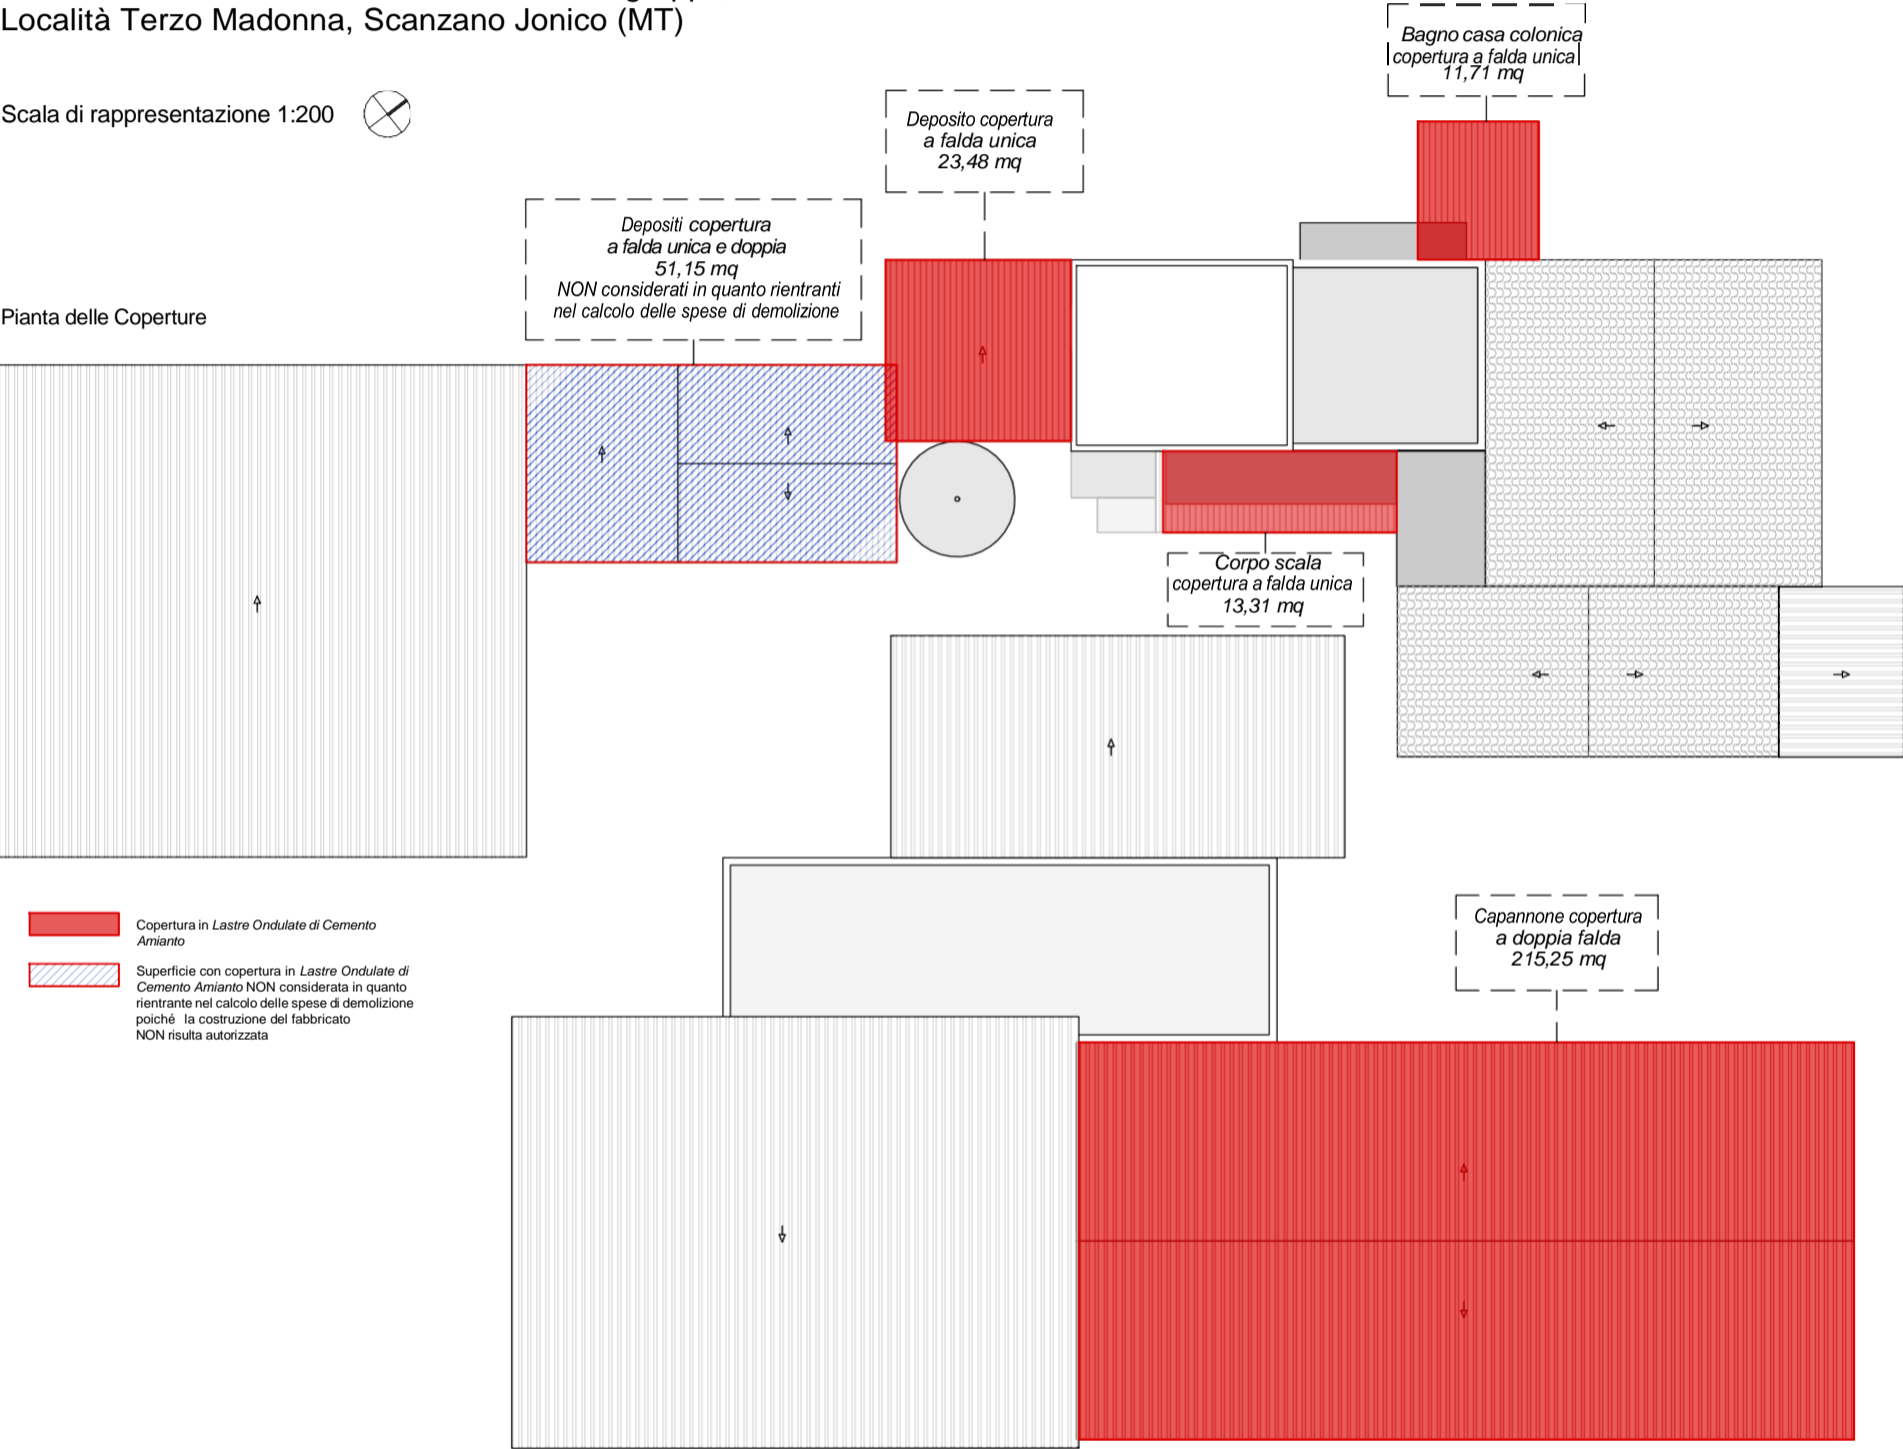 Località Terzo Madonna, Scanzano Jonico (MT)
Scala di rappresentazione 1:200
Pianta delle Coperture
Bagno casa colonica
copertura a falda unica
11,71 mq
Deposito copertura
a falda unica
23,48 mq
Depositi copertura
a falda unica e doppia
51,15 mq
NON considerati in quanto rientranti
nel calcolo delle spese di demolizione
Corpo scala
copertura a falda unica
13,31 mq
Capannone copertura
a doppia falda
215,25 mq
Copertura in Lastre Ondulate di Cemento
Amianto
Superficie con copertura in Lastre Ondulate di
Cemento Amianto NON considerata in quanto
rientrante nel calcolo delle spese di demolizione
poiché la costruzione del fabbricato
NON risulta autorizzata